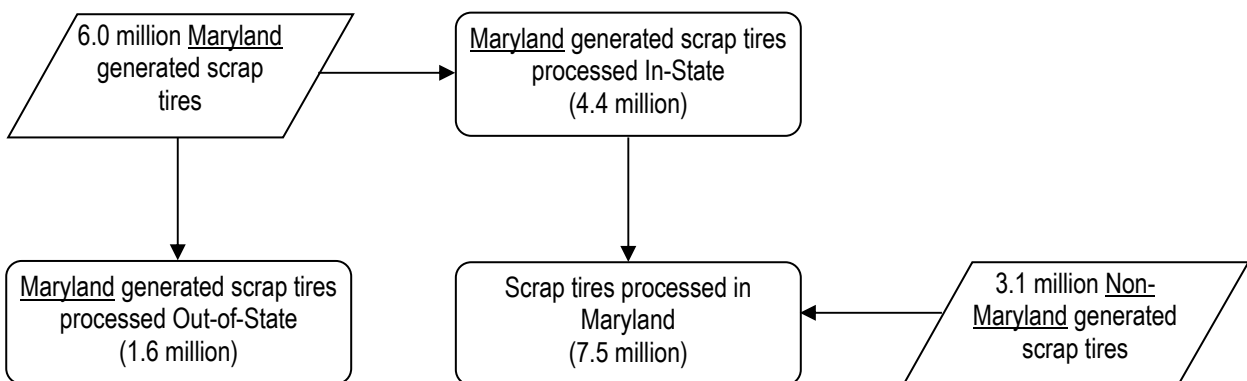 6.0 million Maryland
generated scrap
tires
Maryland generated scrap tires
processed In-State
(4.4 million)
Maryland generated scrap tires
processed Out-of-State
(1.6 million)
Scrap tires processed in
Maryland
(7.5 million)
3.1 million Non-
Maryland generated
scrap tires